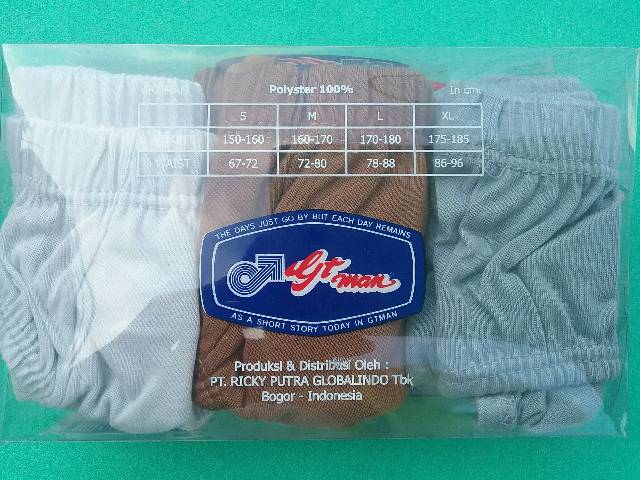 UKURAN Polyster 100% In cm
S M L XL
HEIGHT 150-160 160-170 170-180 175-185
WAIST 67-72 72-80 78-88 86-96
THE DAYS JUST GO BY BUT EACH DAY REMAINS
Gt man
AS A SHORT STORY TODAY IN GTMAN
Produksi & Distribusi Oleh :
PT. RICKY PUTRA GLOBALINDO Tbk
Bogor - Indonesia